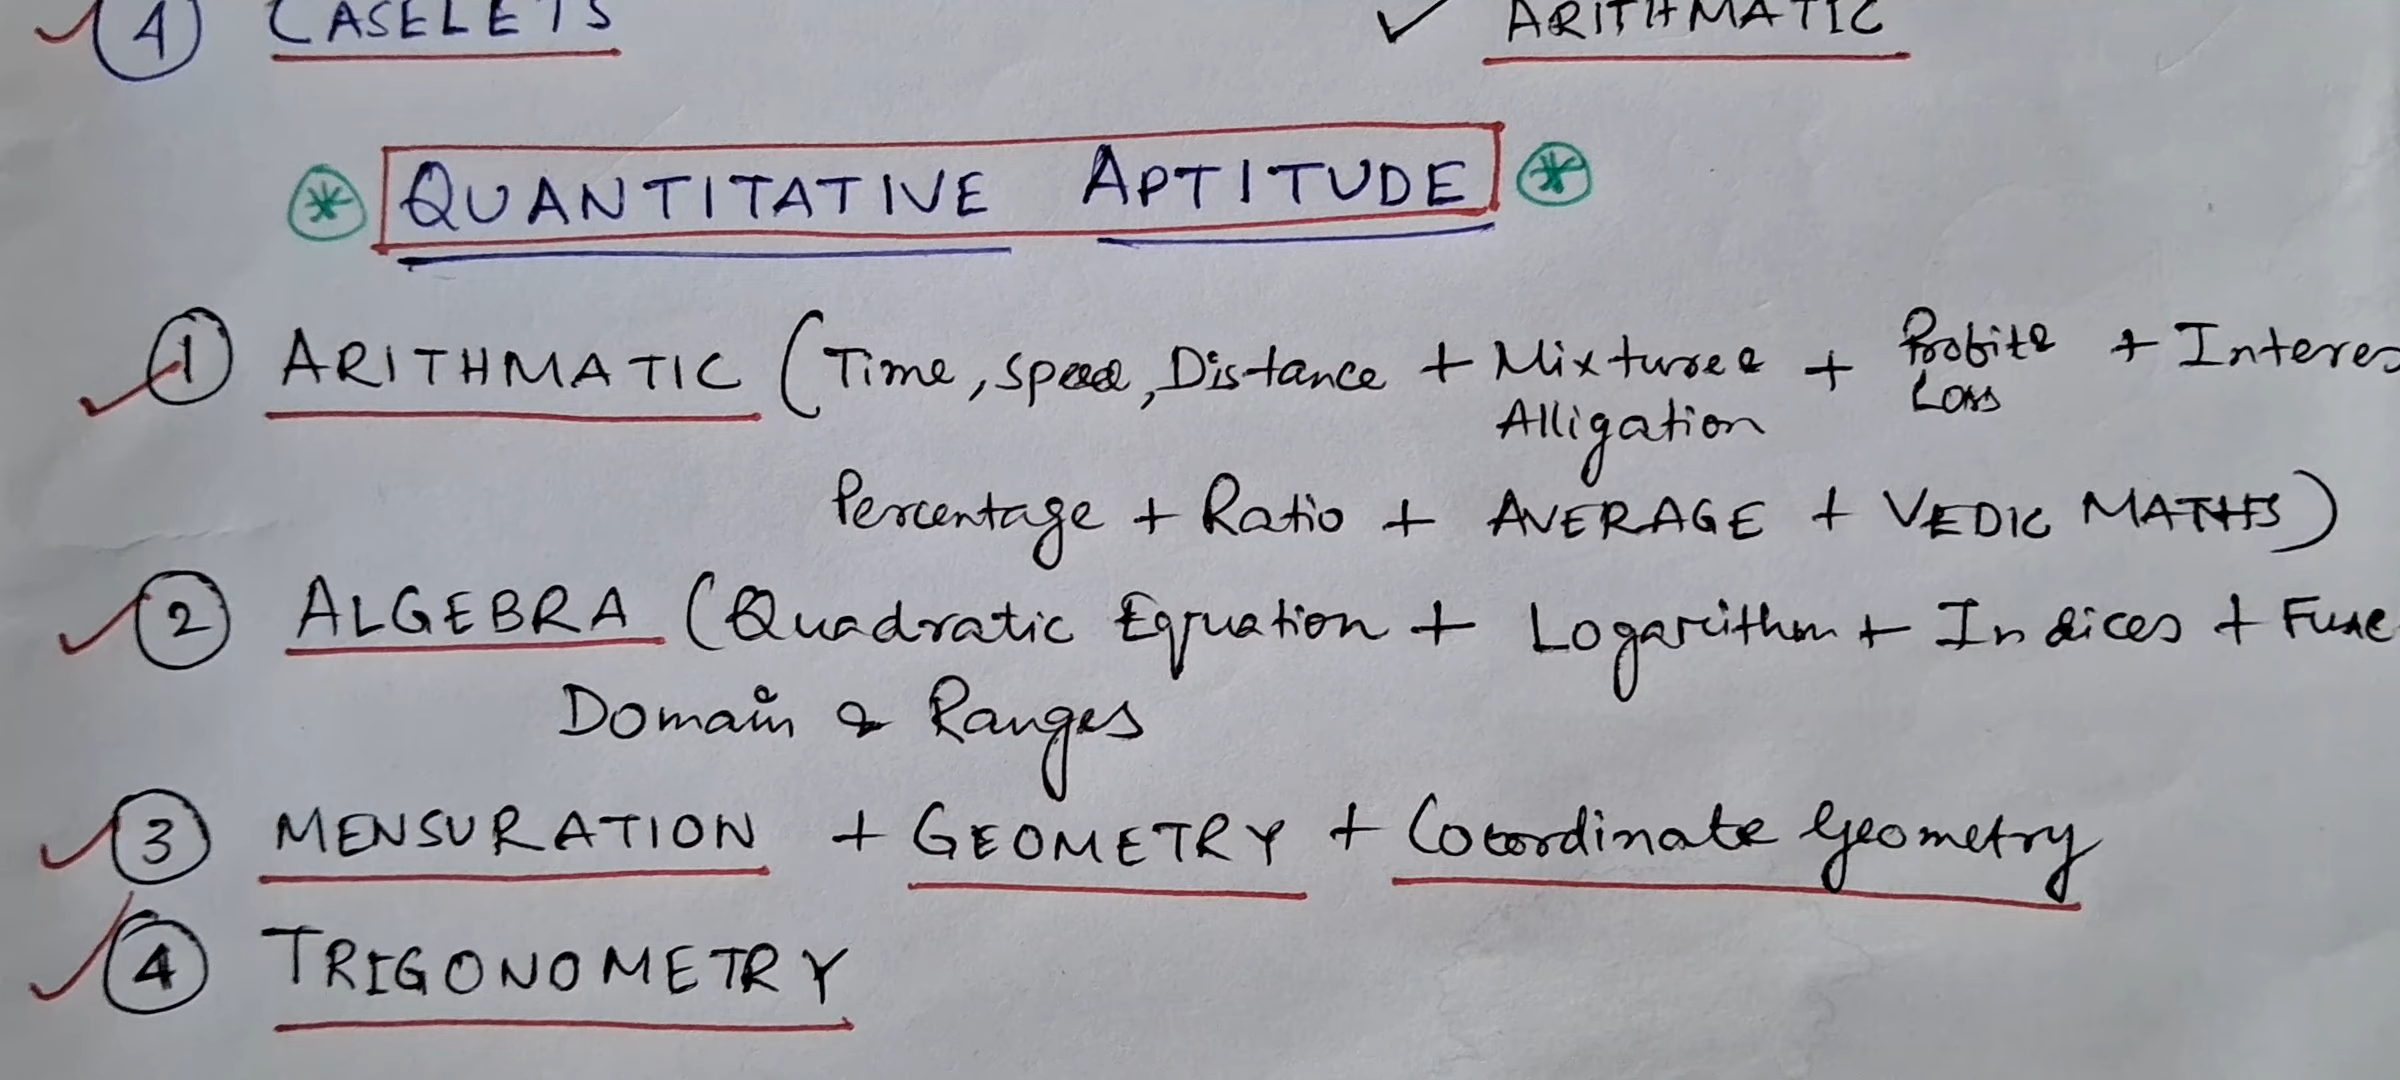 4 CASELETS ✓ ARITHMATIC
* QUANTITATIVE APTITUDE *
1 ARITHMATIC (Time, Speed, Distance + Mixture & Alligation + Profit & Loss + Interes
Percentage + Ratio + AVERAGE + VEDIC MATHS)
2 ALGEBRA (Quadratic Equation + Logarithm + Indices + Func
Domain & Ranges
3 MENSURATION + GEOMETRY + Coordinate Geometry
4 TRIGONOMETRY